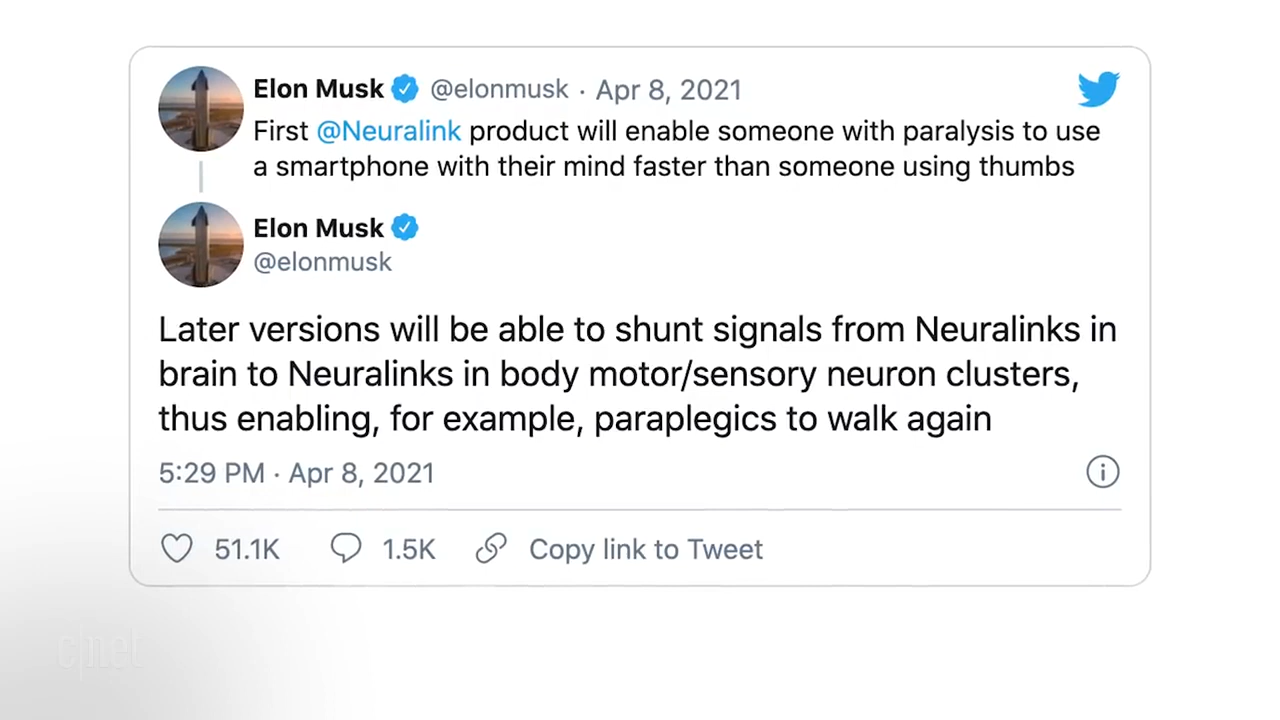 Elon Musk @elonmusk · Apr 8, 2021
First @Neuralink product will enable someone with paralysis to use
a smartphone with their mind faster than someone using thumbs
Elon Musk
@elonmusk
Later versions will be able to shunt signals from Neuralinks in
brain to Neuralinks in body motor/sensory neuron clusters,
thus enabling, for example, paraplegics to walk again
5:29 PM · Apr 8, 2021
51.1K 1.5K Copy link to Tweet
c|net